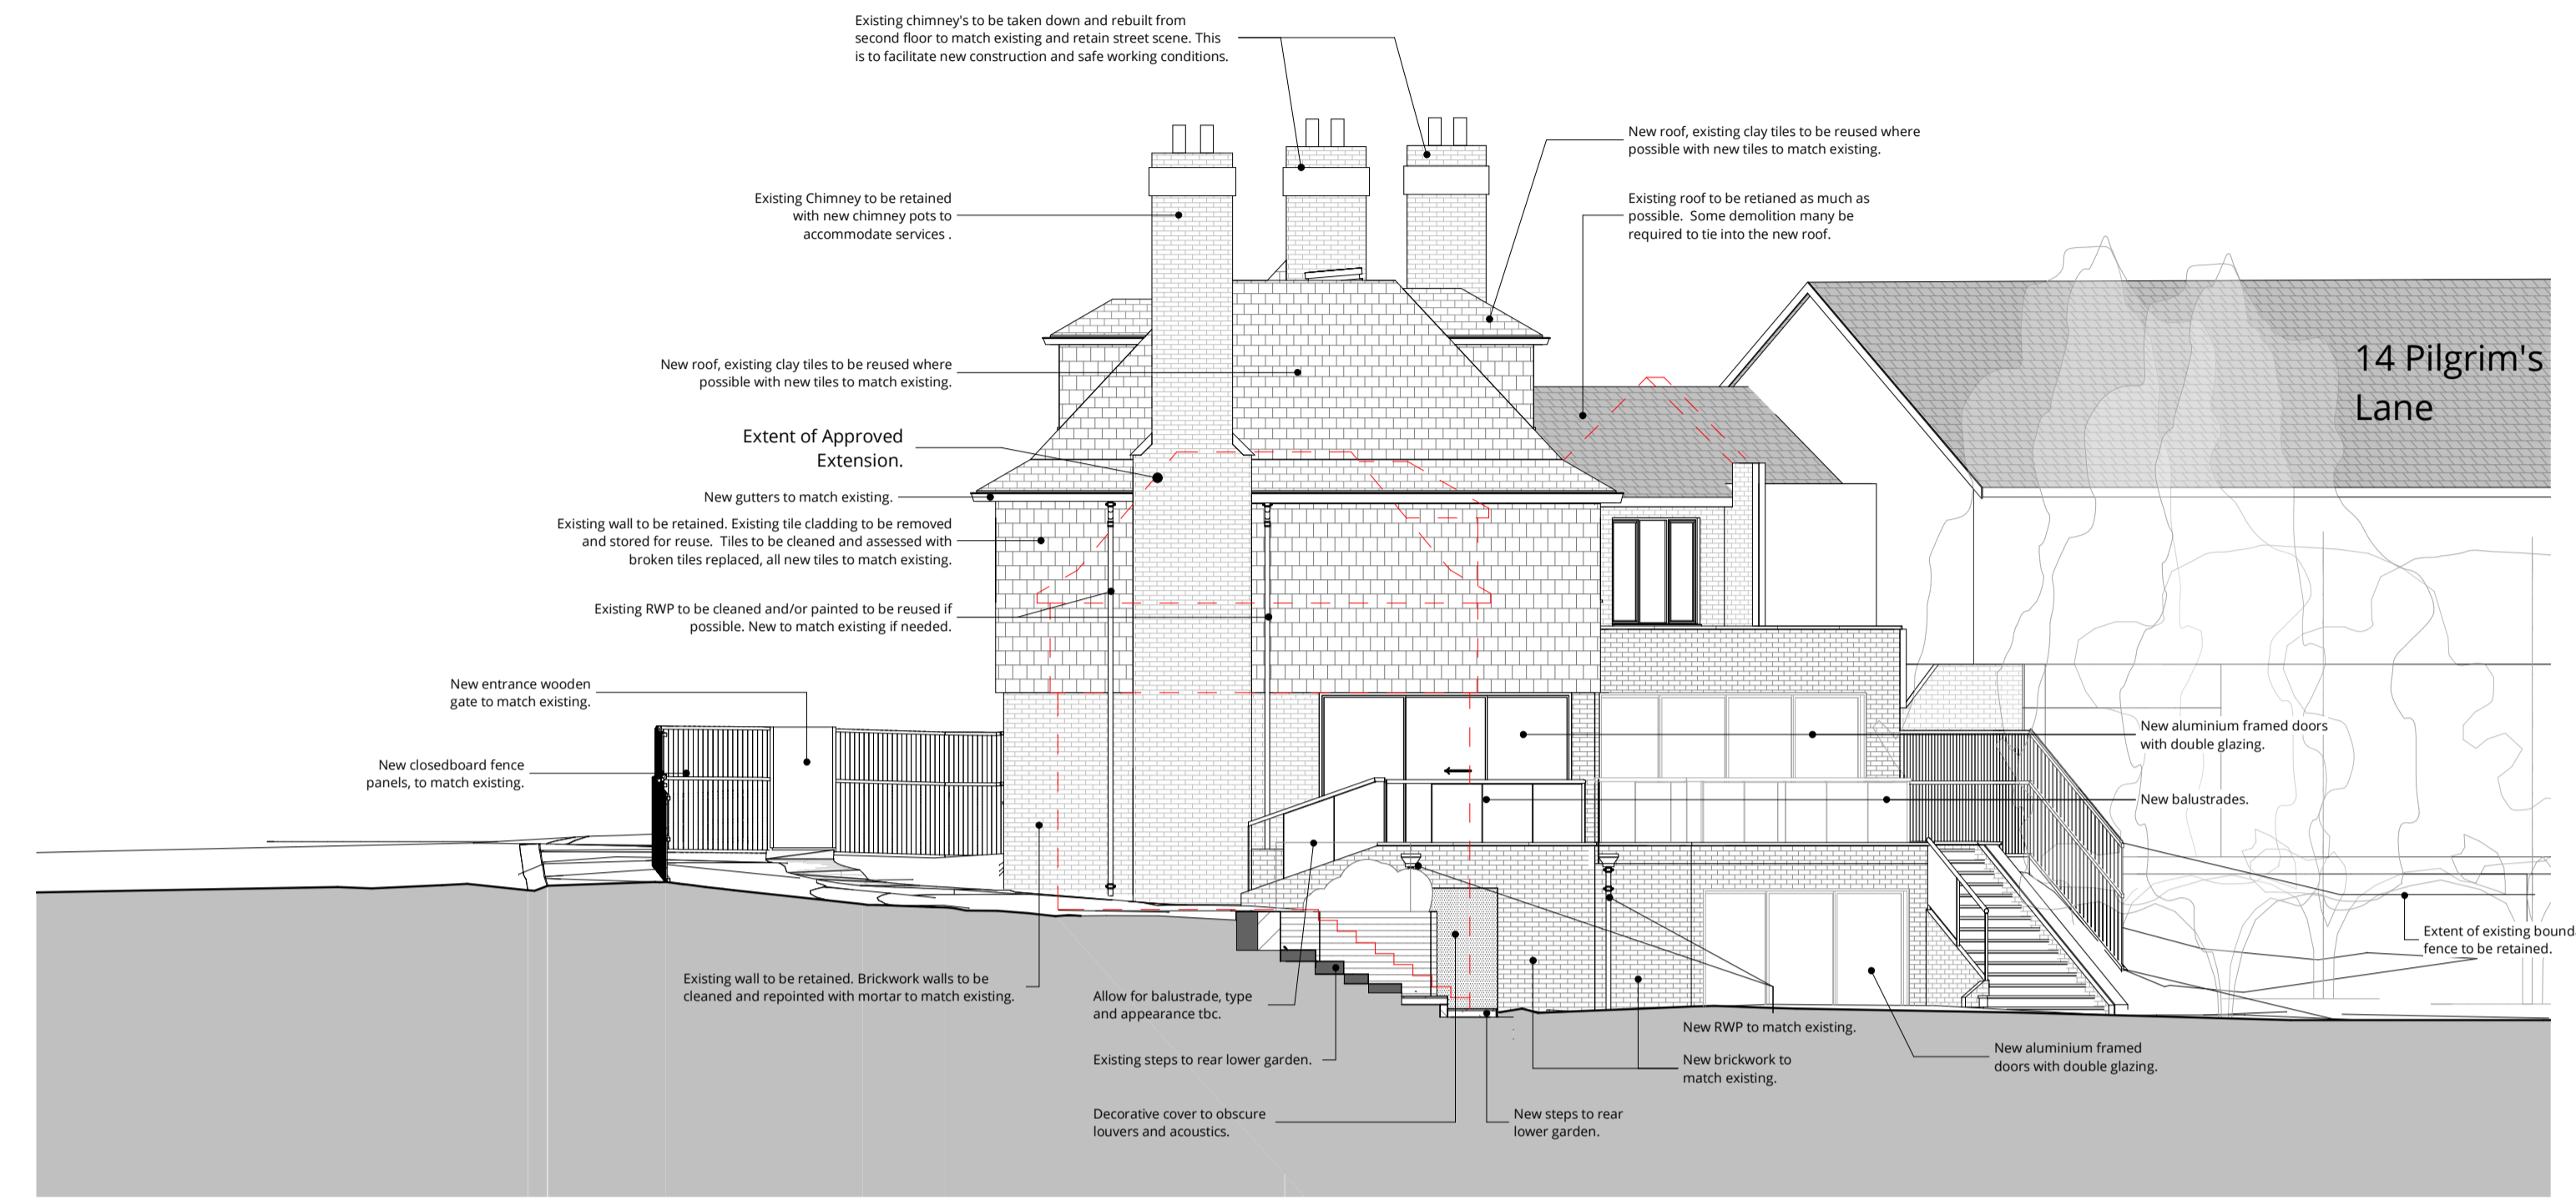 Existing chimney's to be taken down and rebuilt from
second floor to match existing and retain street scene. This
is to facilitate new construction and safe working conditions.
New roof, existing clay tiles to be reused where
possible with new tiles to match existing.
Existing Chimney to be retained
with new chimney pots to
accommodate services .
Existing roof to be retianed as much as
possible. Some demolition many be
required to tie into the new roof.
14 Pilgrim's
Lane
New roof, existing clay tiles to be reused where
possible with new tiles to match existing.
Extent of Approved
Extension.
New gutters to match existing.
Existing wall to be retained. Existing tile cladding to be removed
and stored for reuse. Tiles to be cleaned and assessed with
broken tiles replaced, all new tiles to match existing.
Existing RWP to be cleaned and/or painted to be reused if
possible. New to match existing if needed.
New entrance wooden
gate to match existing.
New closedboard fence
panels, to match existing.
New aluminium framed doors
with double glazing.
New balustrades.
Extent of existing bound
fence to be retained.
Existing wall to be retained. Brickwork walls to be
cleaned and repointed with mortar to match existing.
Allow for balustrade, type
and appearance tbc.
Existing steps to rear lower garden.
Decorative cover to obscure
louvers and acoustics.
New steps to rear
lower garden.
New RWP to match existing.
New brickwork to
match existing.
New aluminium framed
doors with double glazing.